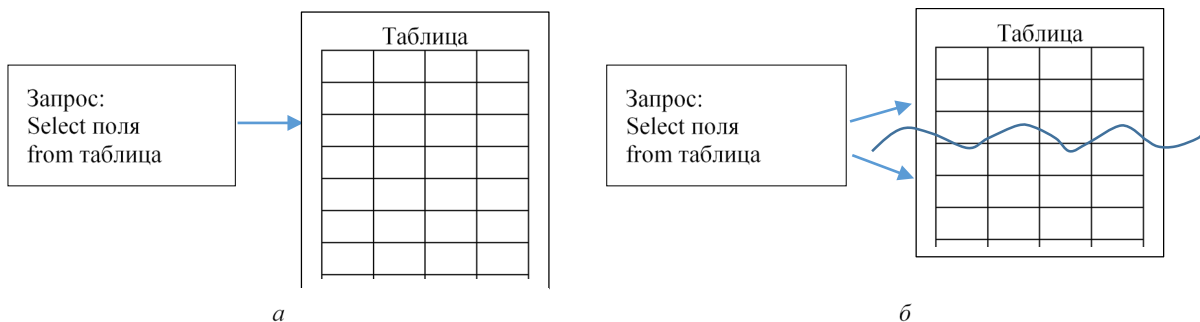 Таблица
Запрос:
Select поля
from таблица
а
Таблица
Запрос:
Select поля
from таблица
б